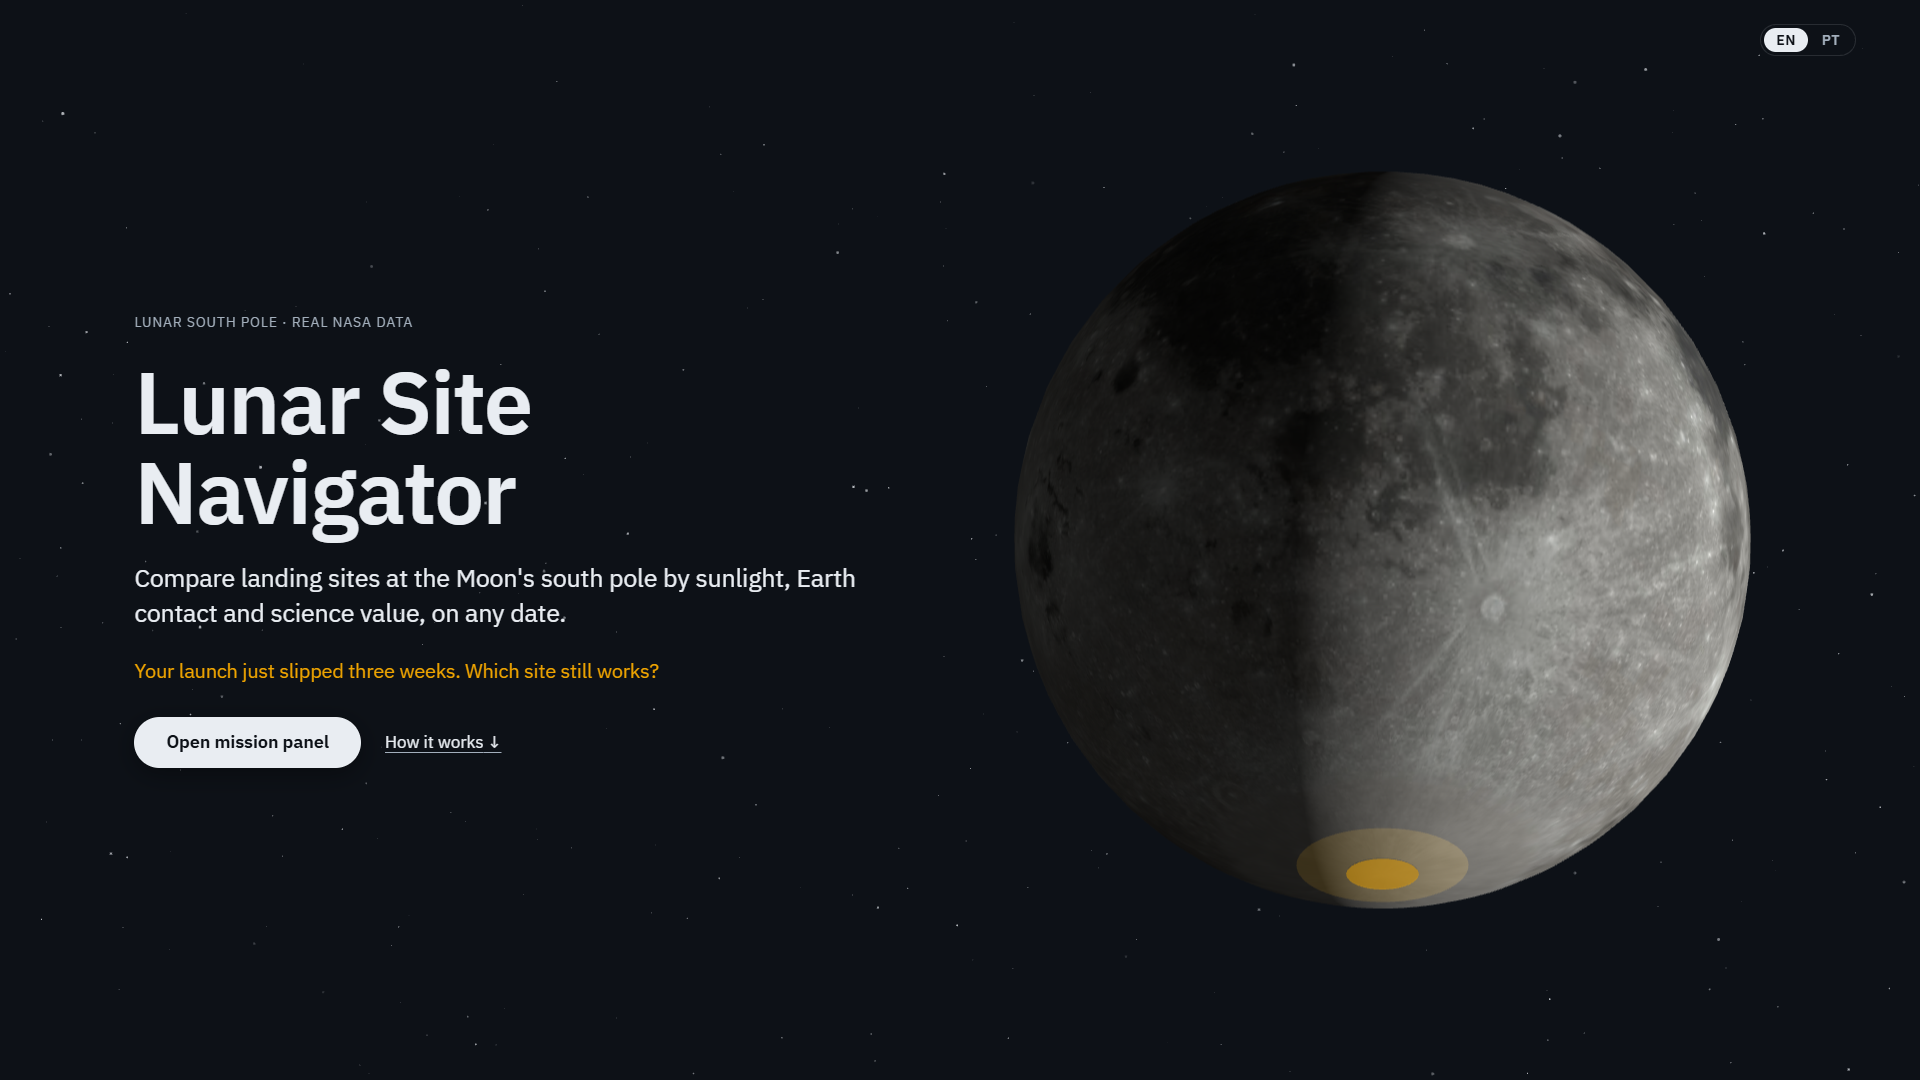 EN PT
LUNAR SOUTH POLE · REAL NASA DATA
Lunar Site
Navigator
Compare landing sites at the Moon's south pole by sunlight, Earth
contact and science value, on any date.
Your launch just slipped three weeks. Which site still works?
Open mission panel How it works ↓